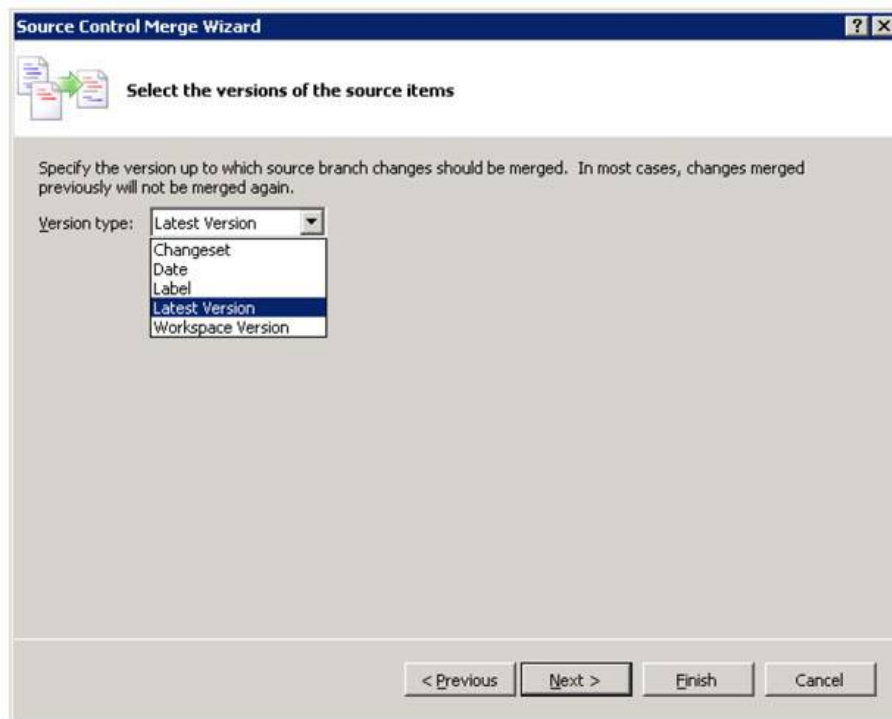 Source Control Merge Wizard
Select the versions of the source items
Specify the version up to which source branch changes should be merged.  In most cases, changes merged
previously will not be merged again.
Version type: Latest Version
Changeset
Date
Label
Latest Version
Workspace Version
< Previous Next > Finish Cancel